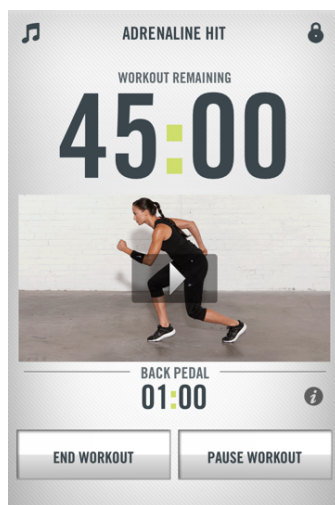 ADRENALINE HIT
WORKOUT REMAINING
45:00
BACK PEDAL
01:00
i
END WORKOUT
PAUSE WORKOUT